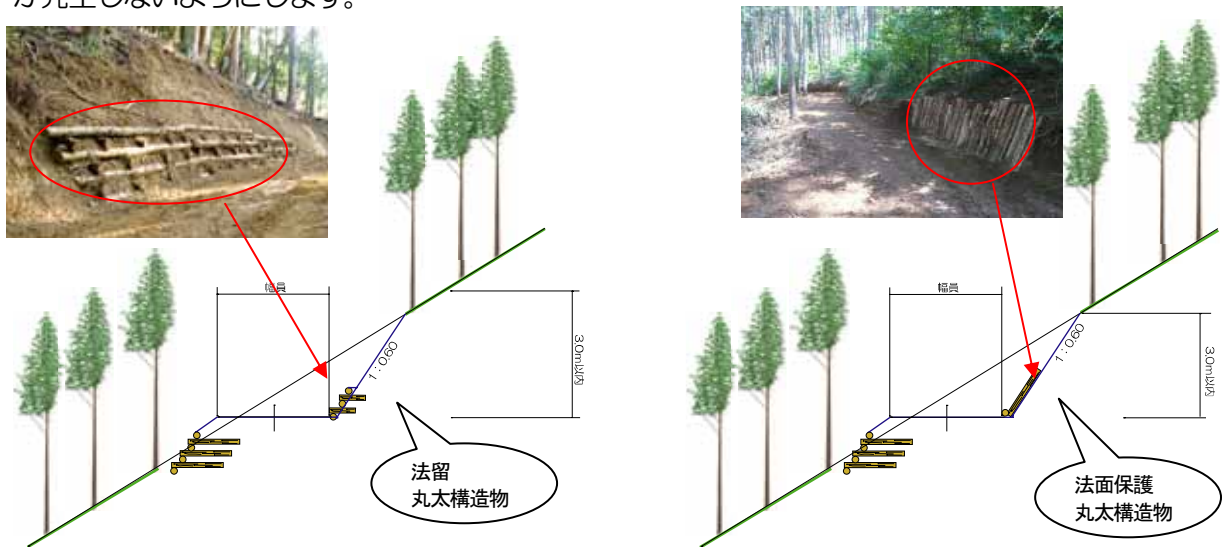 が発生しないようにします。
幅員
1：0.60
3.0m以内
法留
丸太構造物
幅員
1：0.60
3.0m以内
法面保護
丸太構造物